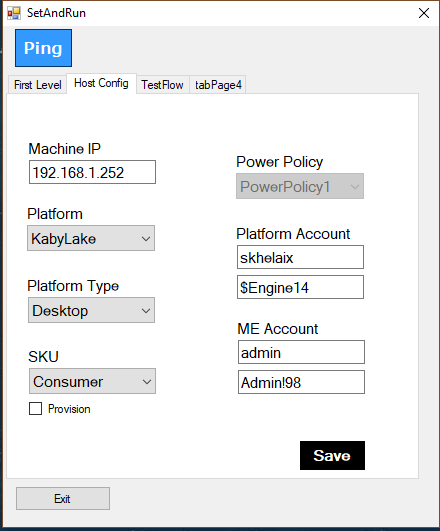 SetAndRun
Ping
First Level Host Config TestFlow tabPage4
Machine IP
192.168.1.252
Platform
KabyLake
Platform Type
Desktop
SKU
Consumer
Provision
Power Policy
PowerPolicy1
Platform Account
skhelaix
$Engine14
ME Account
admin
Admin!98
Save
Exit